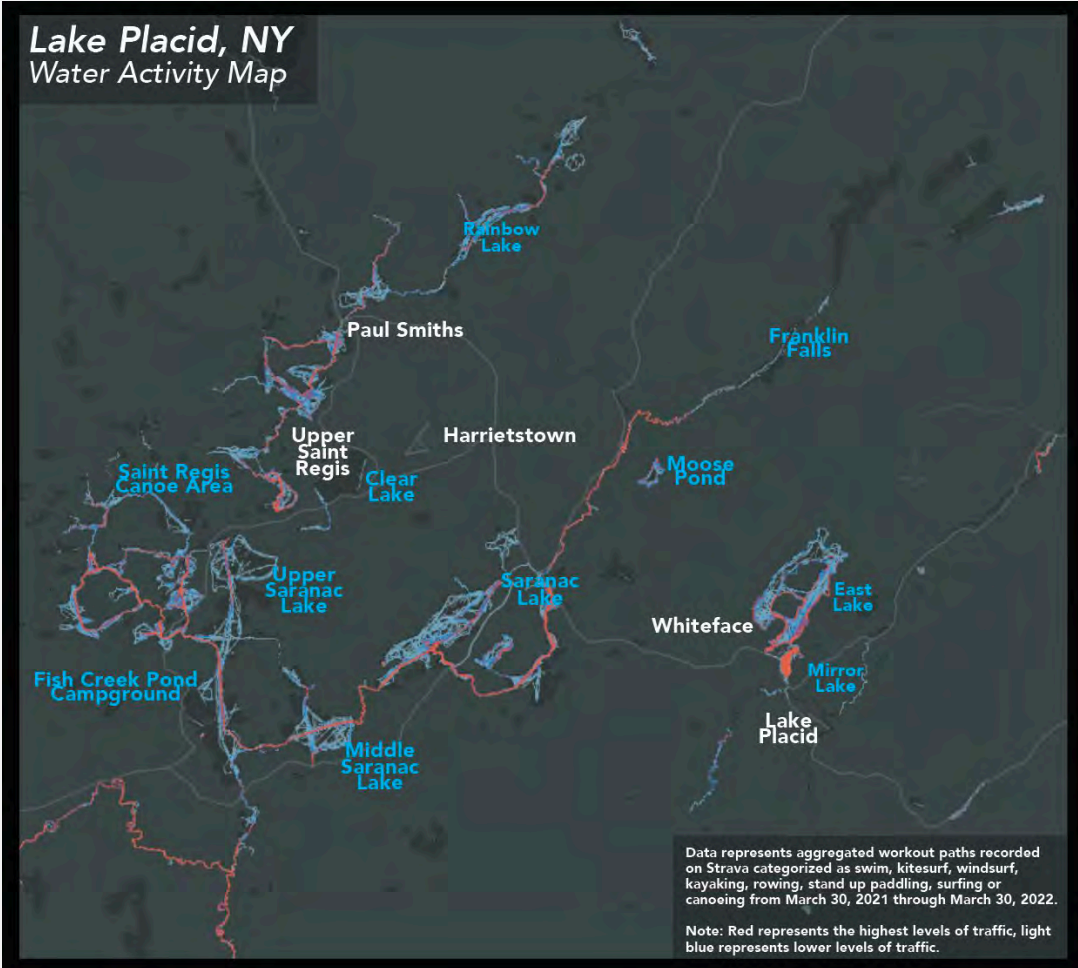 Lake Placid, NY
Water Activity Map
Rainbow
Lake
Paul Smiths
Franklin
Falls
Upper
Saint
Regis
Harrietstown
Saint Regis
Canoe Area
Clear
Lake
Moose
Pond
Upper
Saranac
Lake
Saranac
Lake
East
Lake
Whiteface
Fish Creek Pond
Campground
Mirror
Lake
Lake
Placid
Middle
Saranac
Lake
Data represents aggregated workout paths recorded
on Strava categorized as swim, kitesurf, windsurf,
kayaking, rowing, stand up paddling, surfing or
canoeing from March 30, 2021 through March 30, 2022.
Note: Red represents the highest levels of traffic, light
blue represents lower levels of traffic.